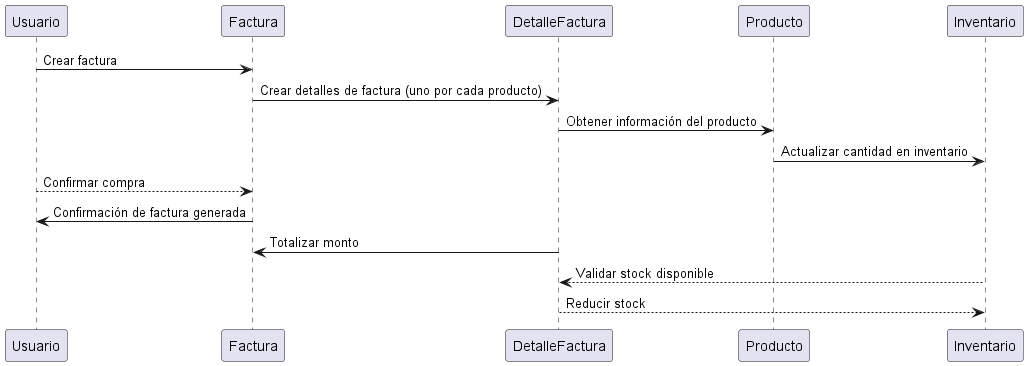 Usuario
Factura
DetalleFactura
Producto
Inventario
Crear factura
Crear detalles de factura (uno por cada producto)
Obtener información del producto
Actualizar cantidad en inventario
Confirmar compra
Confirmación de factura generada
Totalizar monto
Validar stock disponible
Reducir stock
Usuario
Factura
DetalleFactura
Producto
Inventario